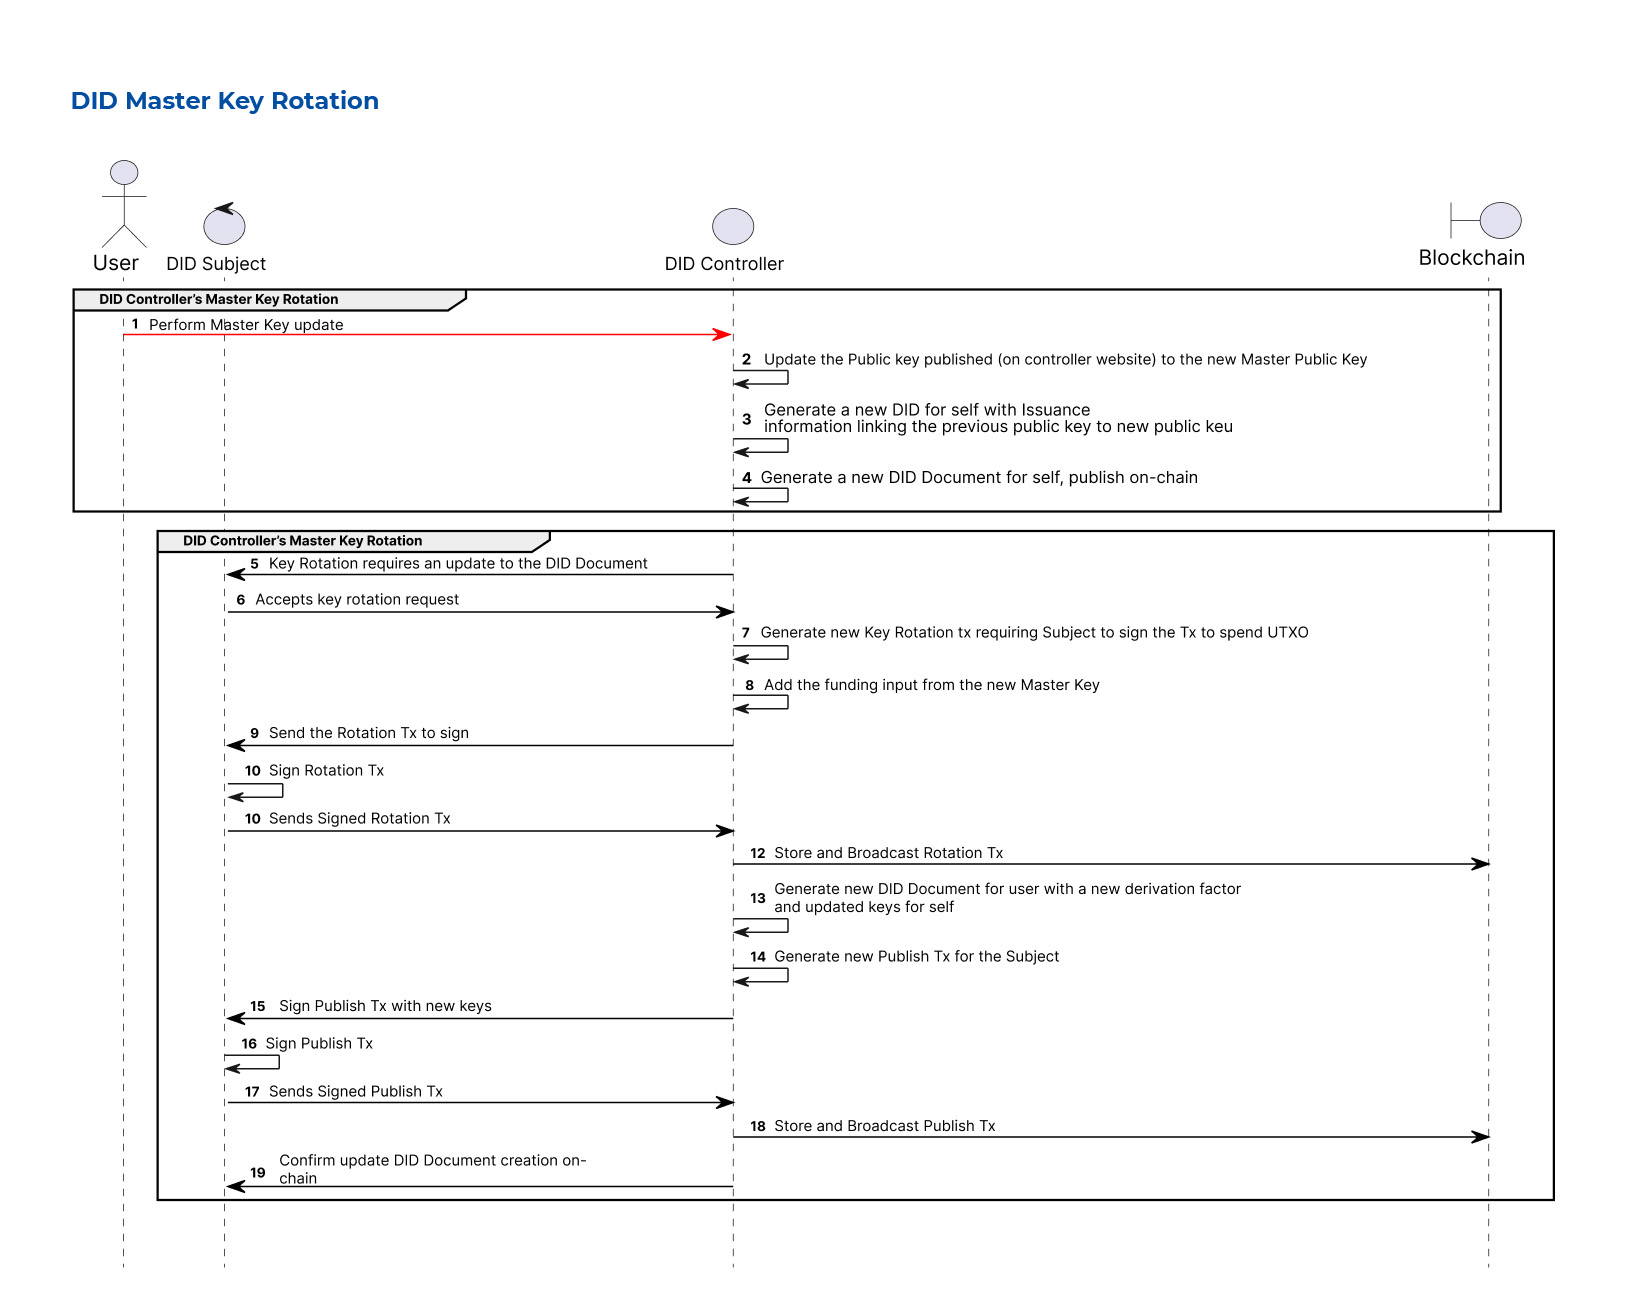 DID Master Key Rotation
User
DID Subject
DID Controller
Blockchain
DID Controller’s Master Key Rotation
1 Perform Master Key update
2 Update the Public key published (on controller website) to the new Master Public Key
3 Generate a new DID for self with Issuance
information linking the previous public key to new public keu
4 Generate a new DID Document for self, publish on-chain
DID Controller’s Master Key Rotation
5 Key Rotation requires an update to the DID Document
6 Accepts key rotation request
7 Generate new Key Rotation tx requiring Subject to sign the Tx to spend UTXO
8 Add the funding input from the new Master Key
9 Send the Rotation Tx to sign
10 Sign Rotation Tx
10 Sends Signed Rotation Tx
12 Store and Broadcast Rotation Tx
13 Generate new DID Document for user with a new derivation factor
and updated keys for self
14 Generate new Publish Tx for the Subject
15 Sign Publish Tx with new keys
16 Sign Publish Tx
17 Sends Signed Publish Tx
18 Store and Broadcast Publish Tx
19 Confirm update DID Document creation on-
chain